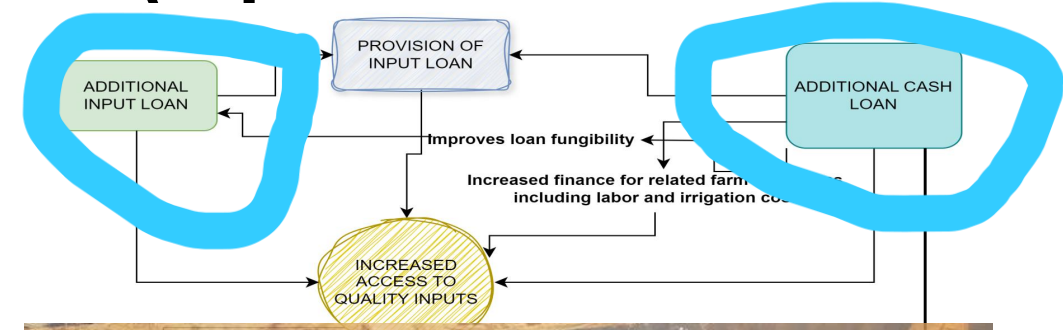 PROVISION OF
INPUT LOAN
ADDITIONAL
INPUT LOAN
ADDITIONAL CASH
LOAN
Improves loan fungibility
Increased finance for related farm
including labor and irrigation
INCREASED
ACCESS TO
QUALITY INPUTS